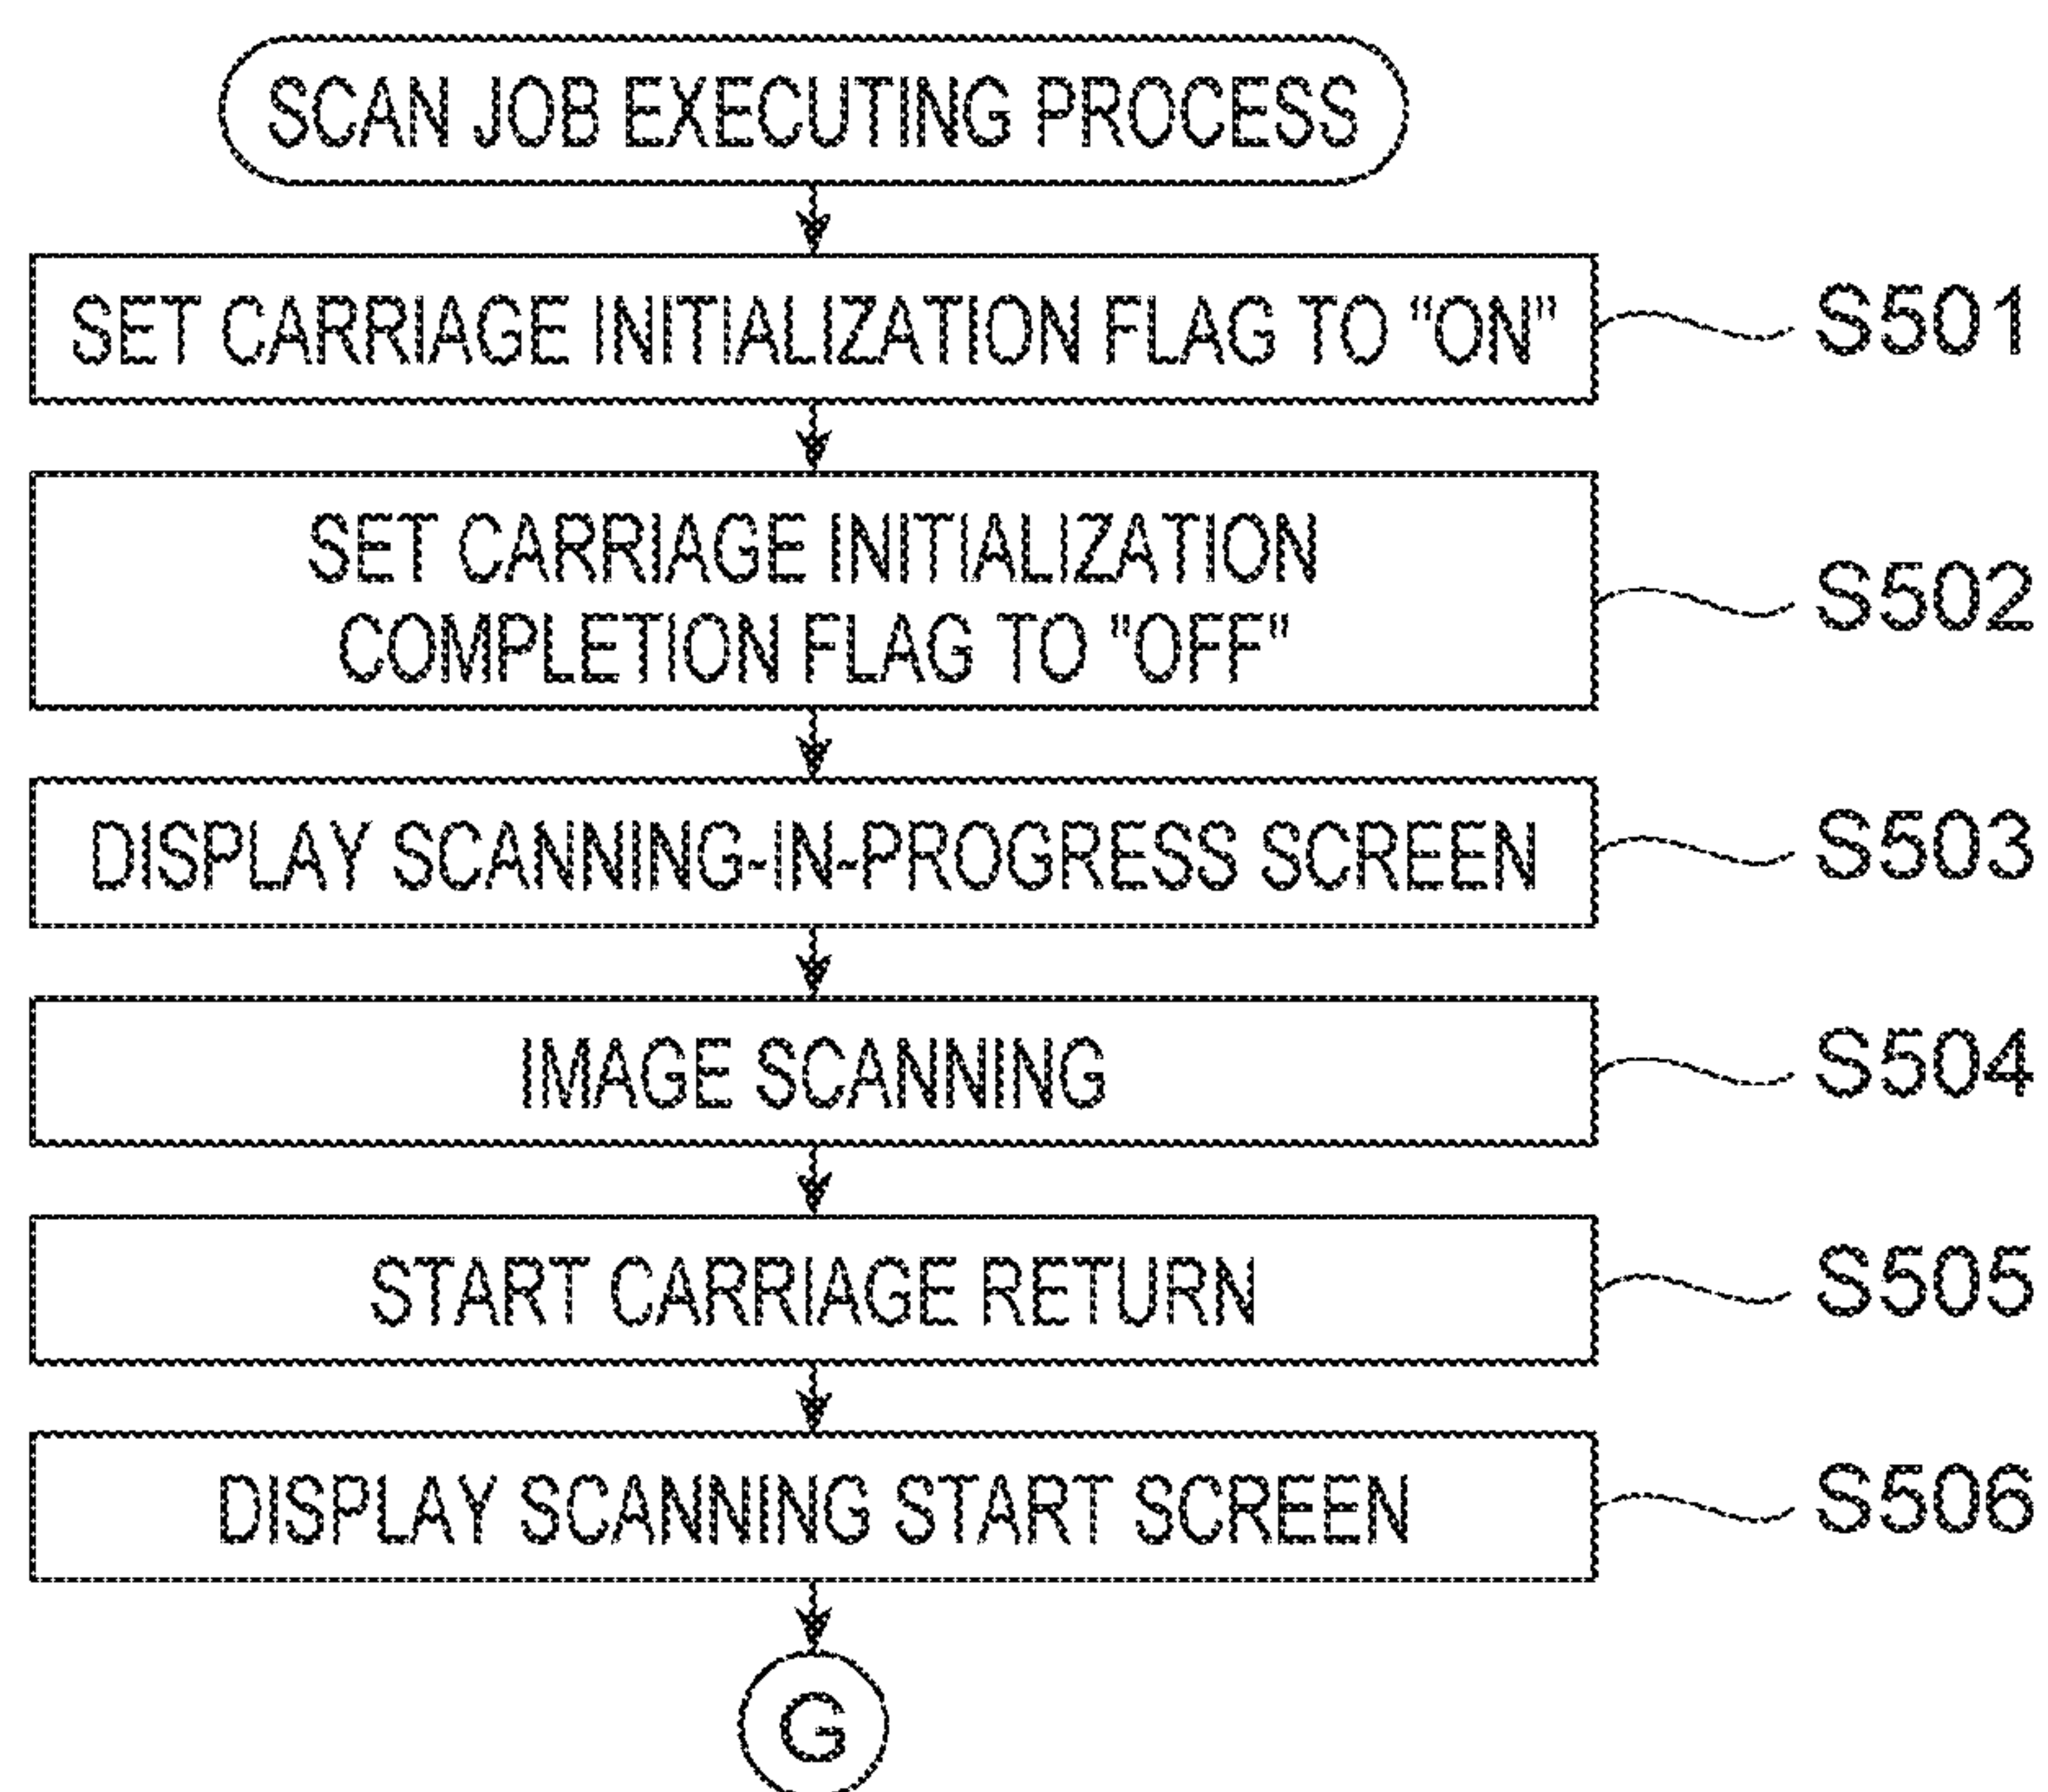 SCAN JOB EXECUTING PROCESS
SET CARRIAGE INITIALIZATION FLAG TO "ON"
S501
SET CARRIAGE INITIALIZATION
COMPLETION FLAG TO "OFF"
S502
DISPLAY SCANNING-IN-PROGRESS SCREEN
S503
IMAGE SCANNING
S504
START CARRIAGE RETURN
S505
DISPLAY SCANNING START SCREEN
S506
G